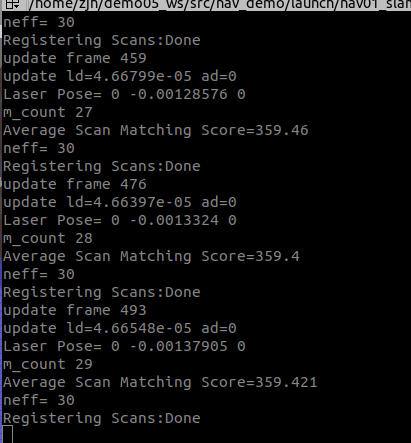 /home/zjh/demo05_ws/src/nav_demo/launch/nav01_slam
neff= 30
Registering Scans:Done
update frame 459
update ld=4.66799e-05 ad=0
Laser Pose= 0 -0.00128576 0
m_count 27
Average Scan Matching Score=359.46
neff= 30
Registering Scans:Done
update frame 476
update ld=4.66397e-05 ad=0
Laser Pose= 0 -0.0013324 0
m_count 28
Average Scan Matching Score=359.4
neff= 30
Registering Scans:Done
update frame 493
update ld=4.66548e-05 ad=0
Laser Pose= 0 -0.00137905 0
m_count 29
Average Scan Matching Score=359.421
neff= 30
Registering Scans:Done